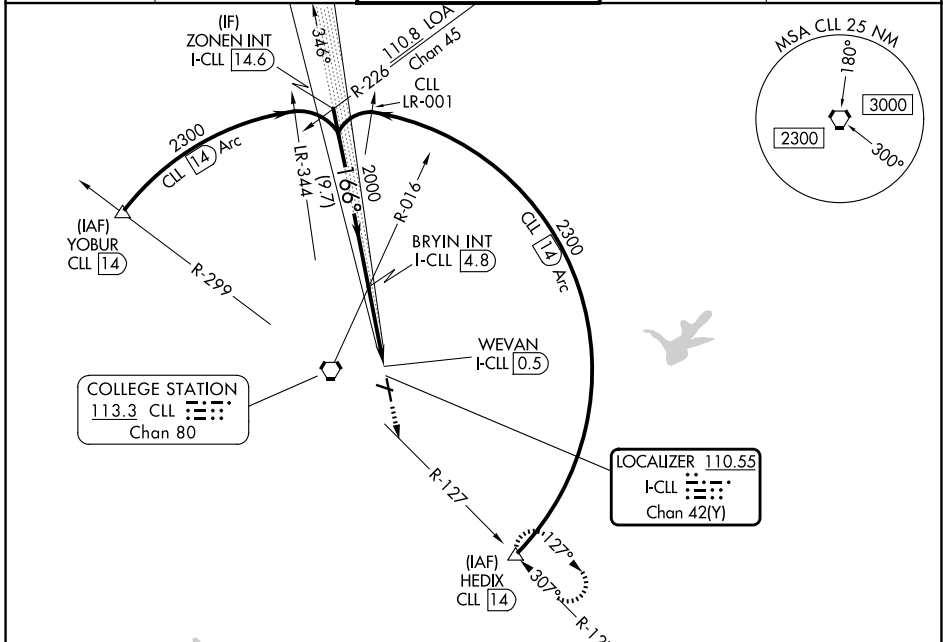 (IF)
ZONEN INT
I-CLL 14.6
346°
R-226
110.8 LOA
Chan 45
CLL
LR-001
MSA CLL 25 NM
180°
3000
2300
300°
2300
CLL 14 Arc
LR-344
(9.7)
166°
2000
R-016
2300
CLL 14 Arc
(IAF)
YOBUR
CLL 14
R-299
BRYIN INT
I-CLL 4.8
WEVAN
I-CLL 0.5
COLLEGE STATION
113.3 CLL
Chan 80
LOCALIZER 110.55
I-CLL
Chan 42(Y)
R-127
(IAF)
HEDIX
CLL 14
127°
307°